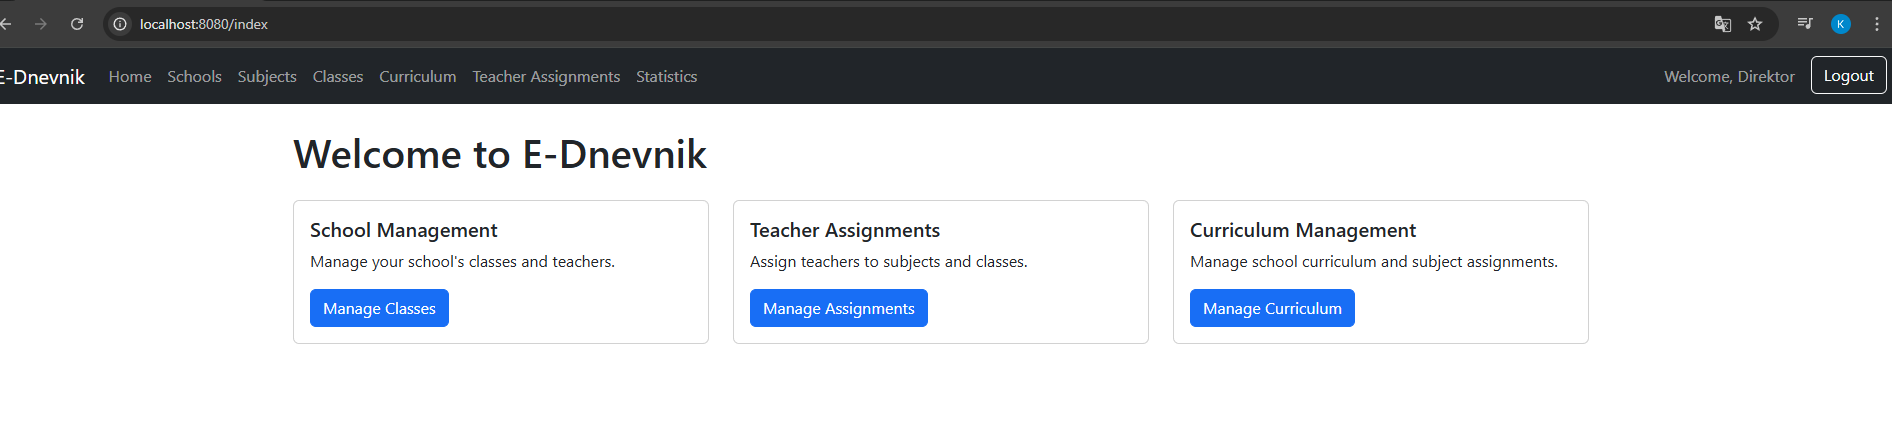 localhost:8080/index
K
E-Dnevnik Home Schools Subjects Classes Curriculum Teacher Assignments Statistics Welcome, Direktor Logout
Welcome to E-Dnevnik
School Management
Manage your school's classes and teachers.
Manage Classes
Teacher Assignments
Assign teachers to subjects and classes.
Manage Assignments
Curriculum Management
Manage school curriculum and subject assignments.
Manage Curriculum